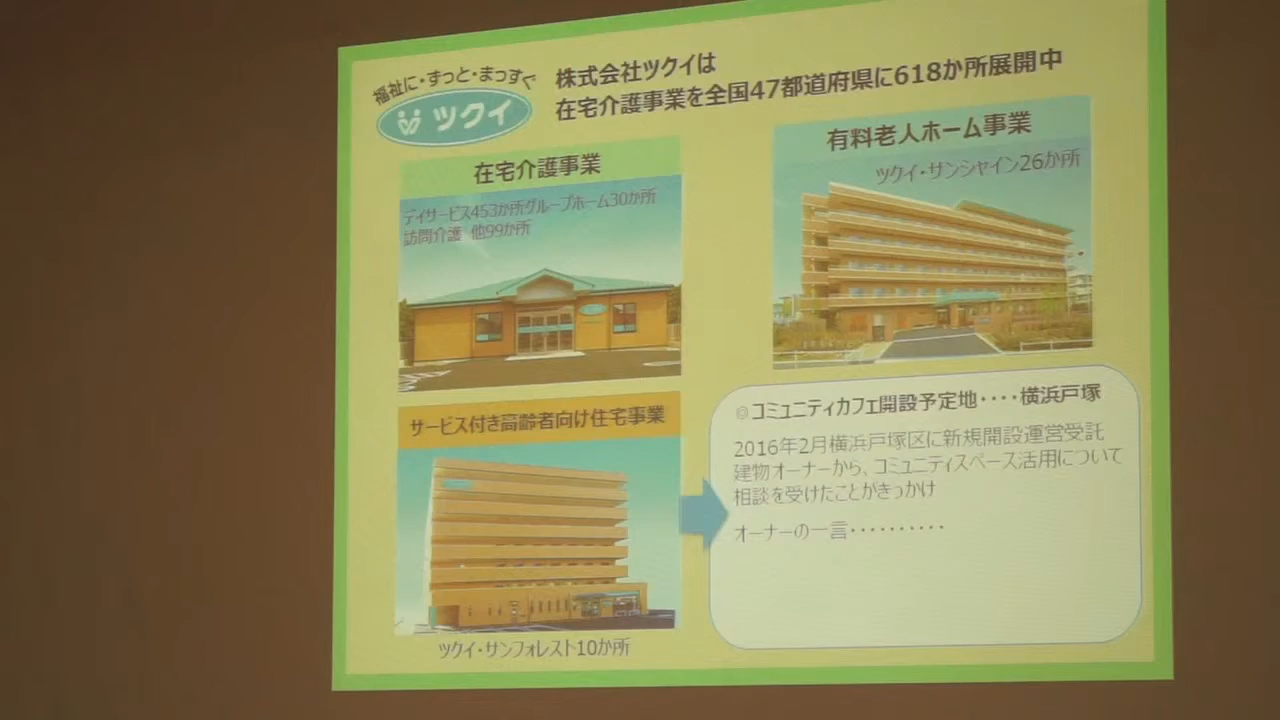 福祉に・ずっと・まっすぐ
ツクイ
株式会社ツクイは
在宅介護事業を全国47都道府県に618か所展開中
在宅介護事業
デイサービス453か所グループホーム30か所
訪問介護 他99か所
有料老人ホーム事業
ツクイ・サンシャイン26か所
サービス付き高齢者向け住宅事業
ツクイ・サンフォレスト10か所
◎コミュニティカフェ開設予定地・・・・横浜戸塚
2016年2月横浜戸塚区に新規開設運営受託
建物オーナーから、コミュニティスペース活用について
相談を受けたことがきっかけ
オーナーの一言・・・・・・・・・・